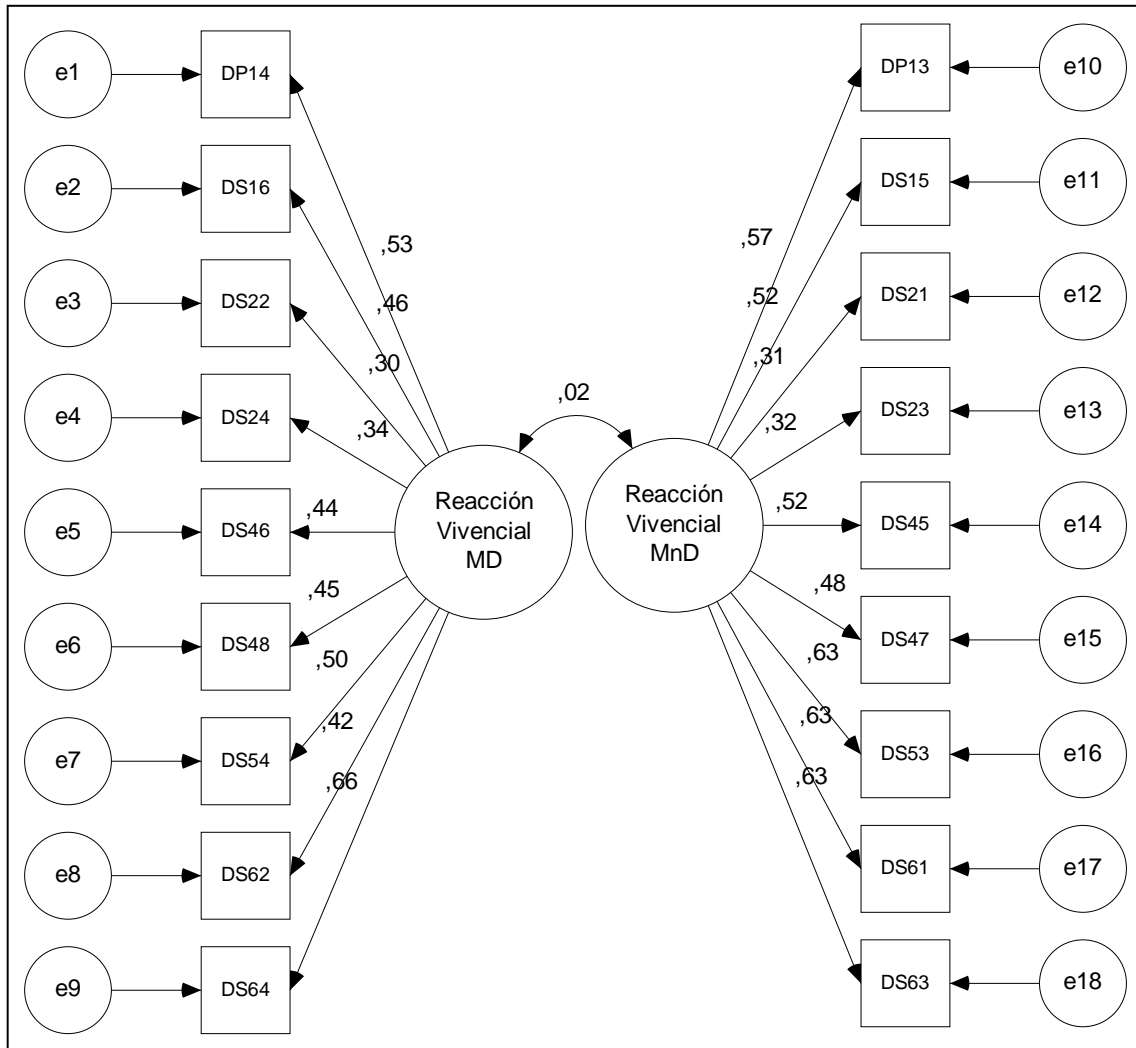 e1
DP14
e2
DS16
e3
DS22
e4
DS24
e5
DS46
e6
DS48
e7
DS54
e8
DS62
e9
DS64
,53
,46
,30
,34
,44
,45
,50
,42
,66
Reacción
Vivencial
MD
,02
Reacción
Vivencial
MnD
,57
,52
,31
,32
,52
,48
,63
,63
,63
DP13
e10
DS15
e11
DS21
e12
DS23
e13
DS45
e14
DS47
e15
DS53
e16
DS61
e17
DS63
e18